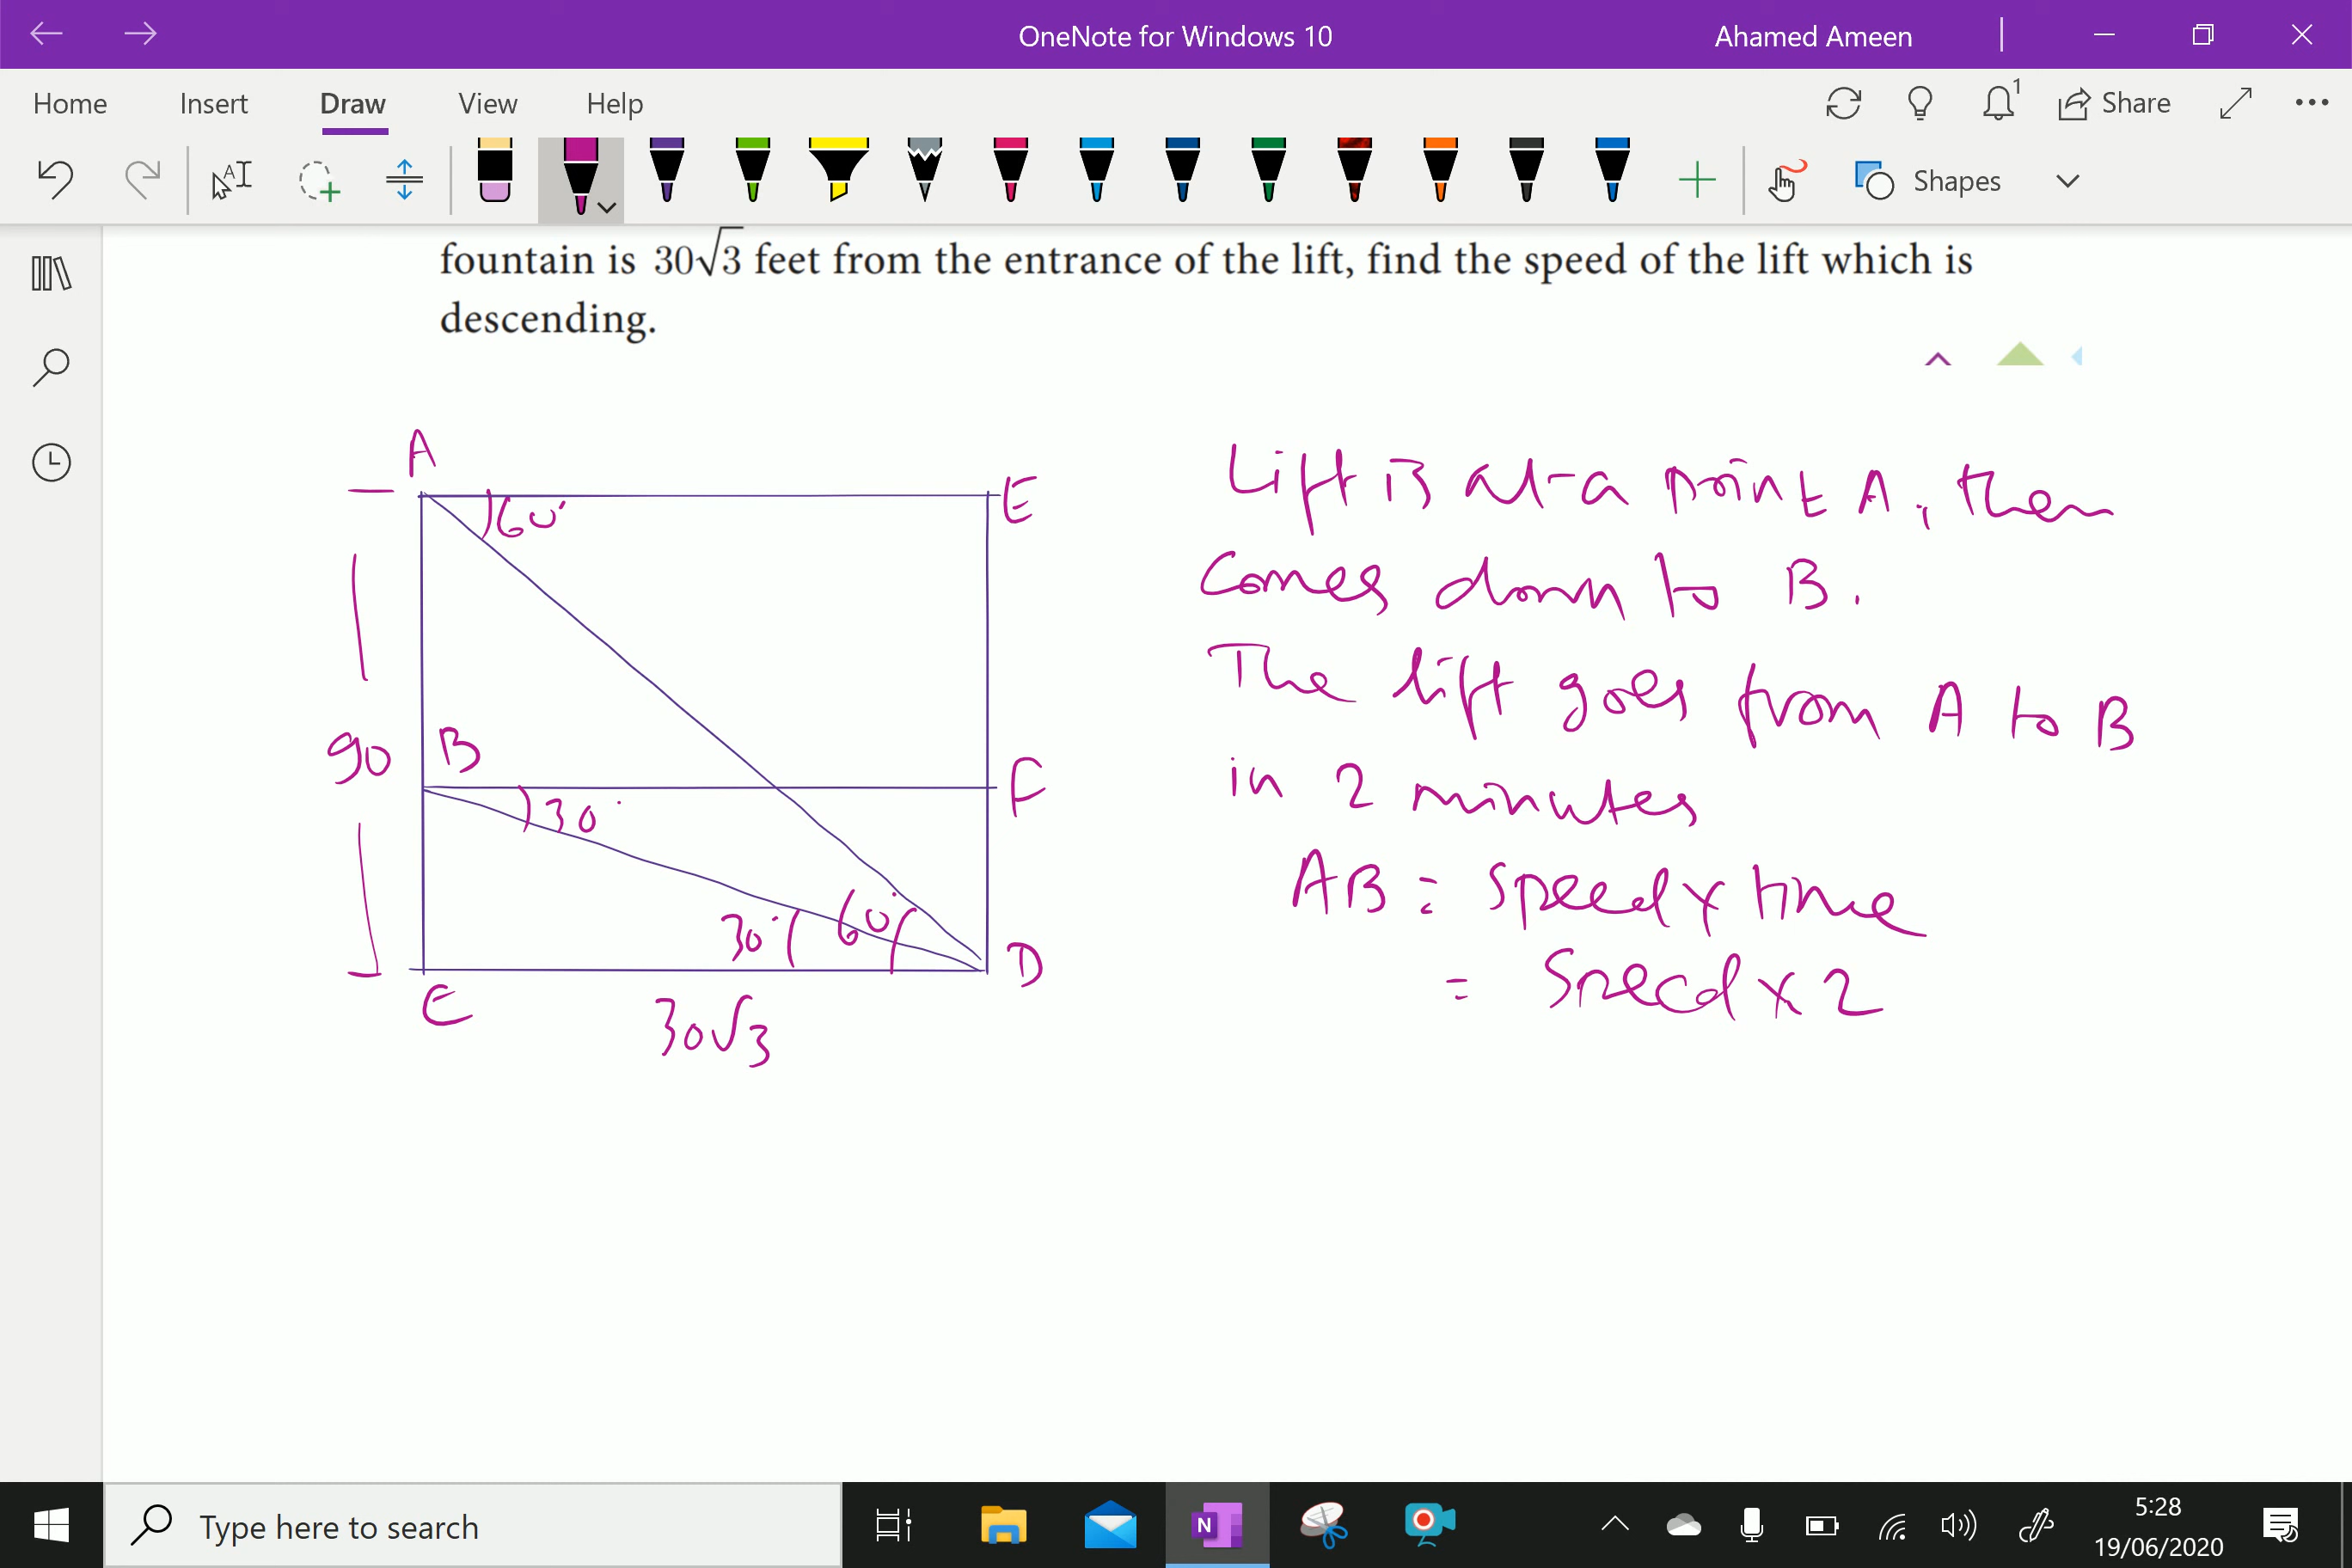 OneNote for Windows 10
Ahamed Ameen
Home Insert Draw View Help
1 Share
Shapes
fountain is 30√3 feet from the entrance of the lift, find the speed of the lift which is
descending.
A
E
60°
Lift is at a point A, then
comes down to B.
The lift goes from A to B
90
B
F
30°
in 2 minutes
AB = Speed x time
30° 60°
D
= Speed x 2
C
30√3
Type here to search
N
5:28
19/06/2020